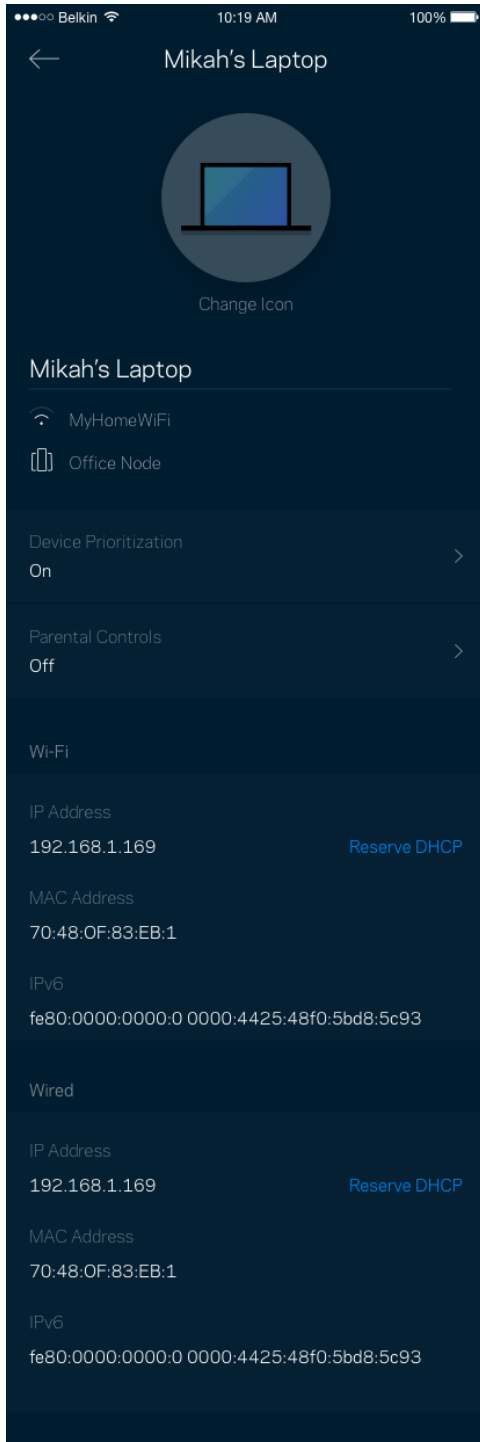 Belkin 10:19 AM 100%
Mikah's Laptop
Change Icon
Mikah's Laptop
MyHomeWiFi
Office Node
Device Prioritization
On
Parental Controls
Off
Wi-Fi
IP Address
192.168.1.169 Reserve DHCP
MAC Address
70:48:0F:83:EB:1
IPv6
fe80:0000:0000:0 0000:4425:48f0:5bd8:5c93
Wired
IP Address
192.168.1.169 Reserve DHCP
MAC Address
70:48:0F:83:EB:1
IPv6
fe80:0000:0000:0 0000:4425:48f0:5bd8:5c93